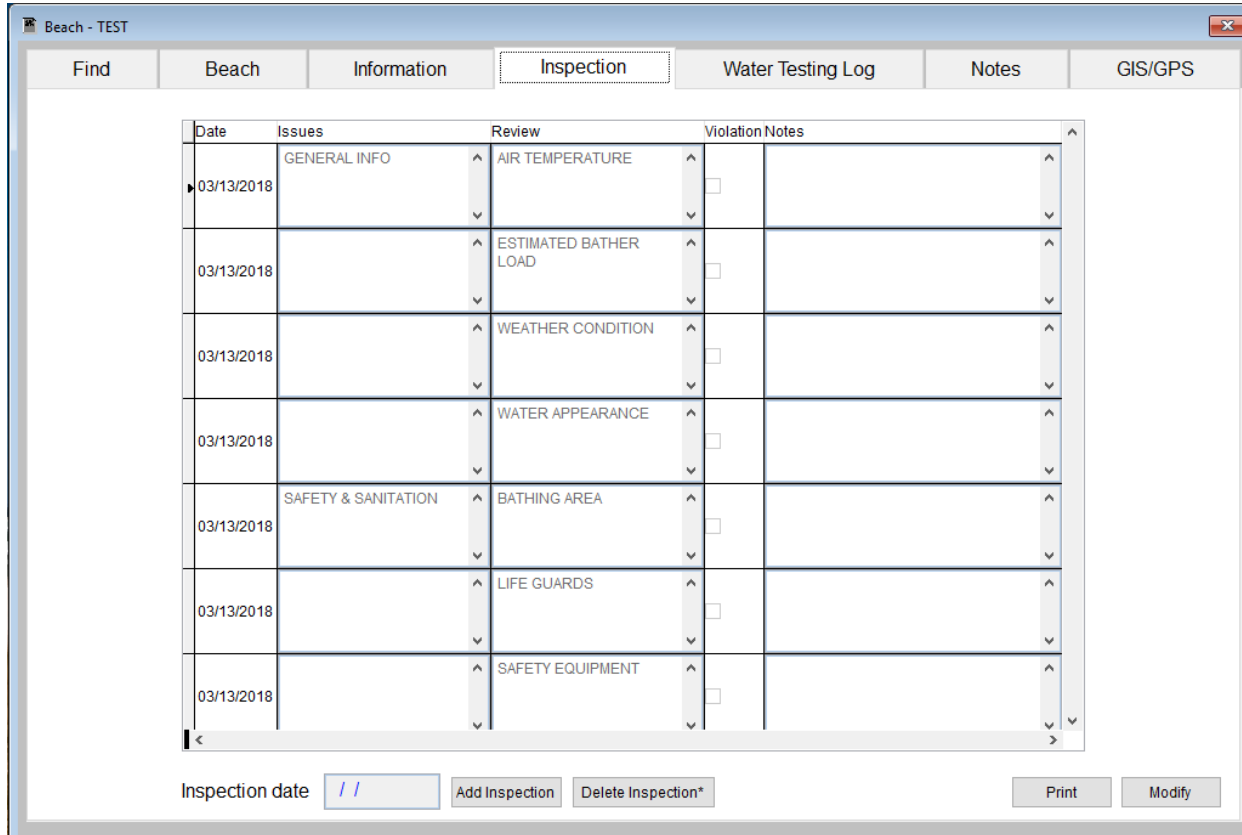 Beach - TEST
Find Beach Information Inspection Water Testing Log Notes GIS/GPS
Date Issues Review Violation Notes
03/13/2018 GENERAL INFO AIR TEMPERATURE
03/13/2018 ESTIMATED BATHER
LOAD
03/13/2018 WEATHER CONDITION
03/13/2018 WATER APPEARANCE
03/13/2018 SAFETY & SANITATION BATHING AREA
03/13/2018 LIFE GUARDS
03/13/2018 SAFETY EQUIPMENT
Inspection date / / Add Inspection Delete Inspection* Print Modify